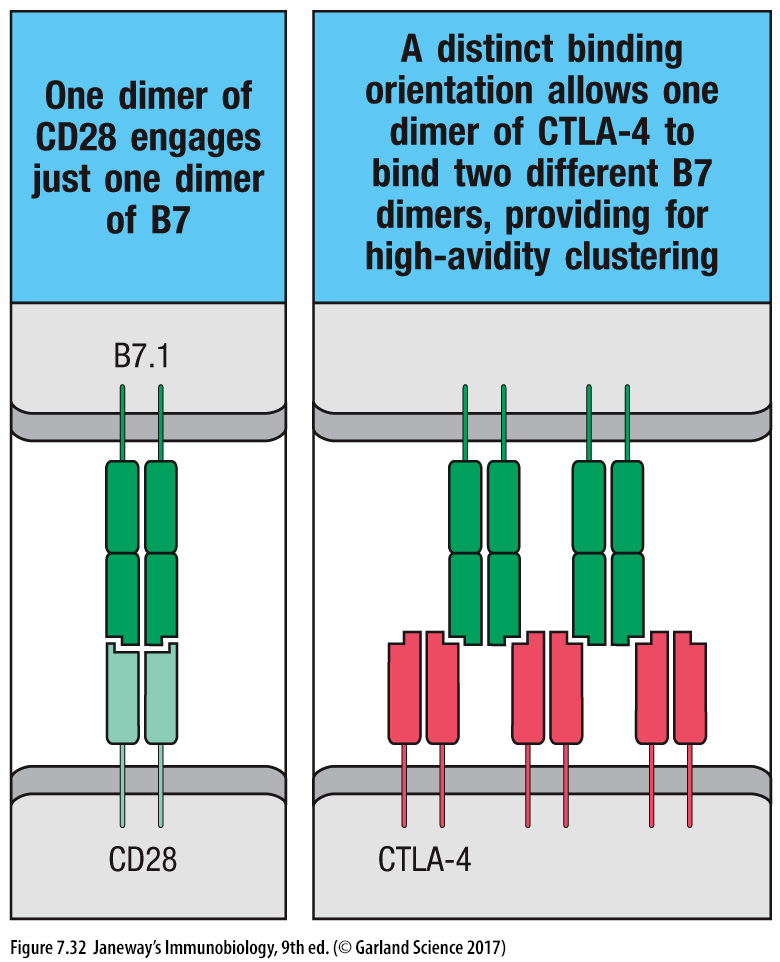 One dimer of
CD28 engages
just one dimer
of B7
A distinct binding
orientation allows one
dimer of CTLA-4 to
bind two different B7
dimers, providing for
high-avidity clustering
B7.1
CD28
CTLA-4
Figure 7.32 Janeway's Immunobiology, 9th ed. (© Garland Science 2017)